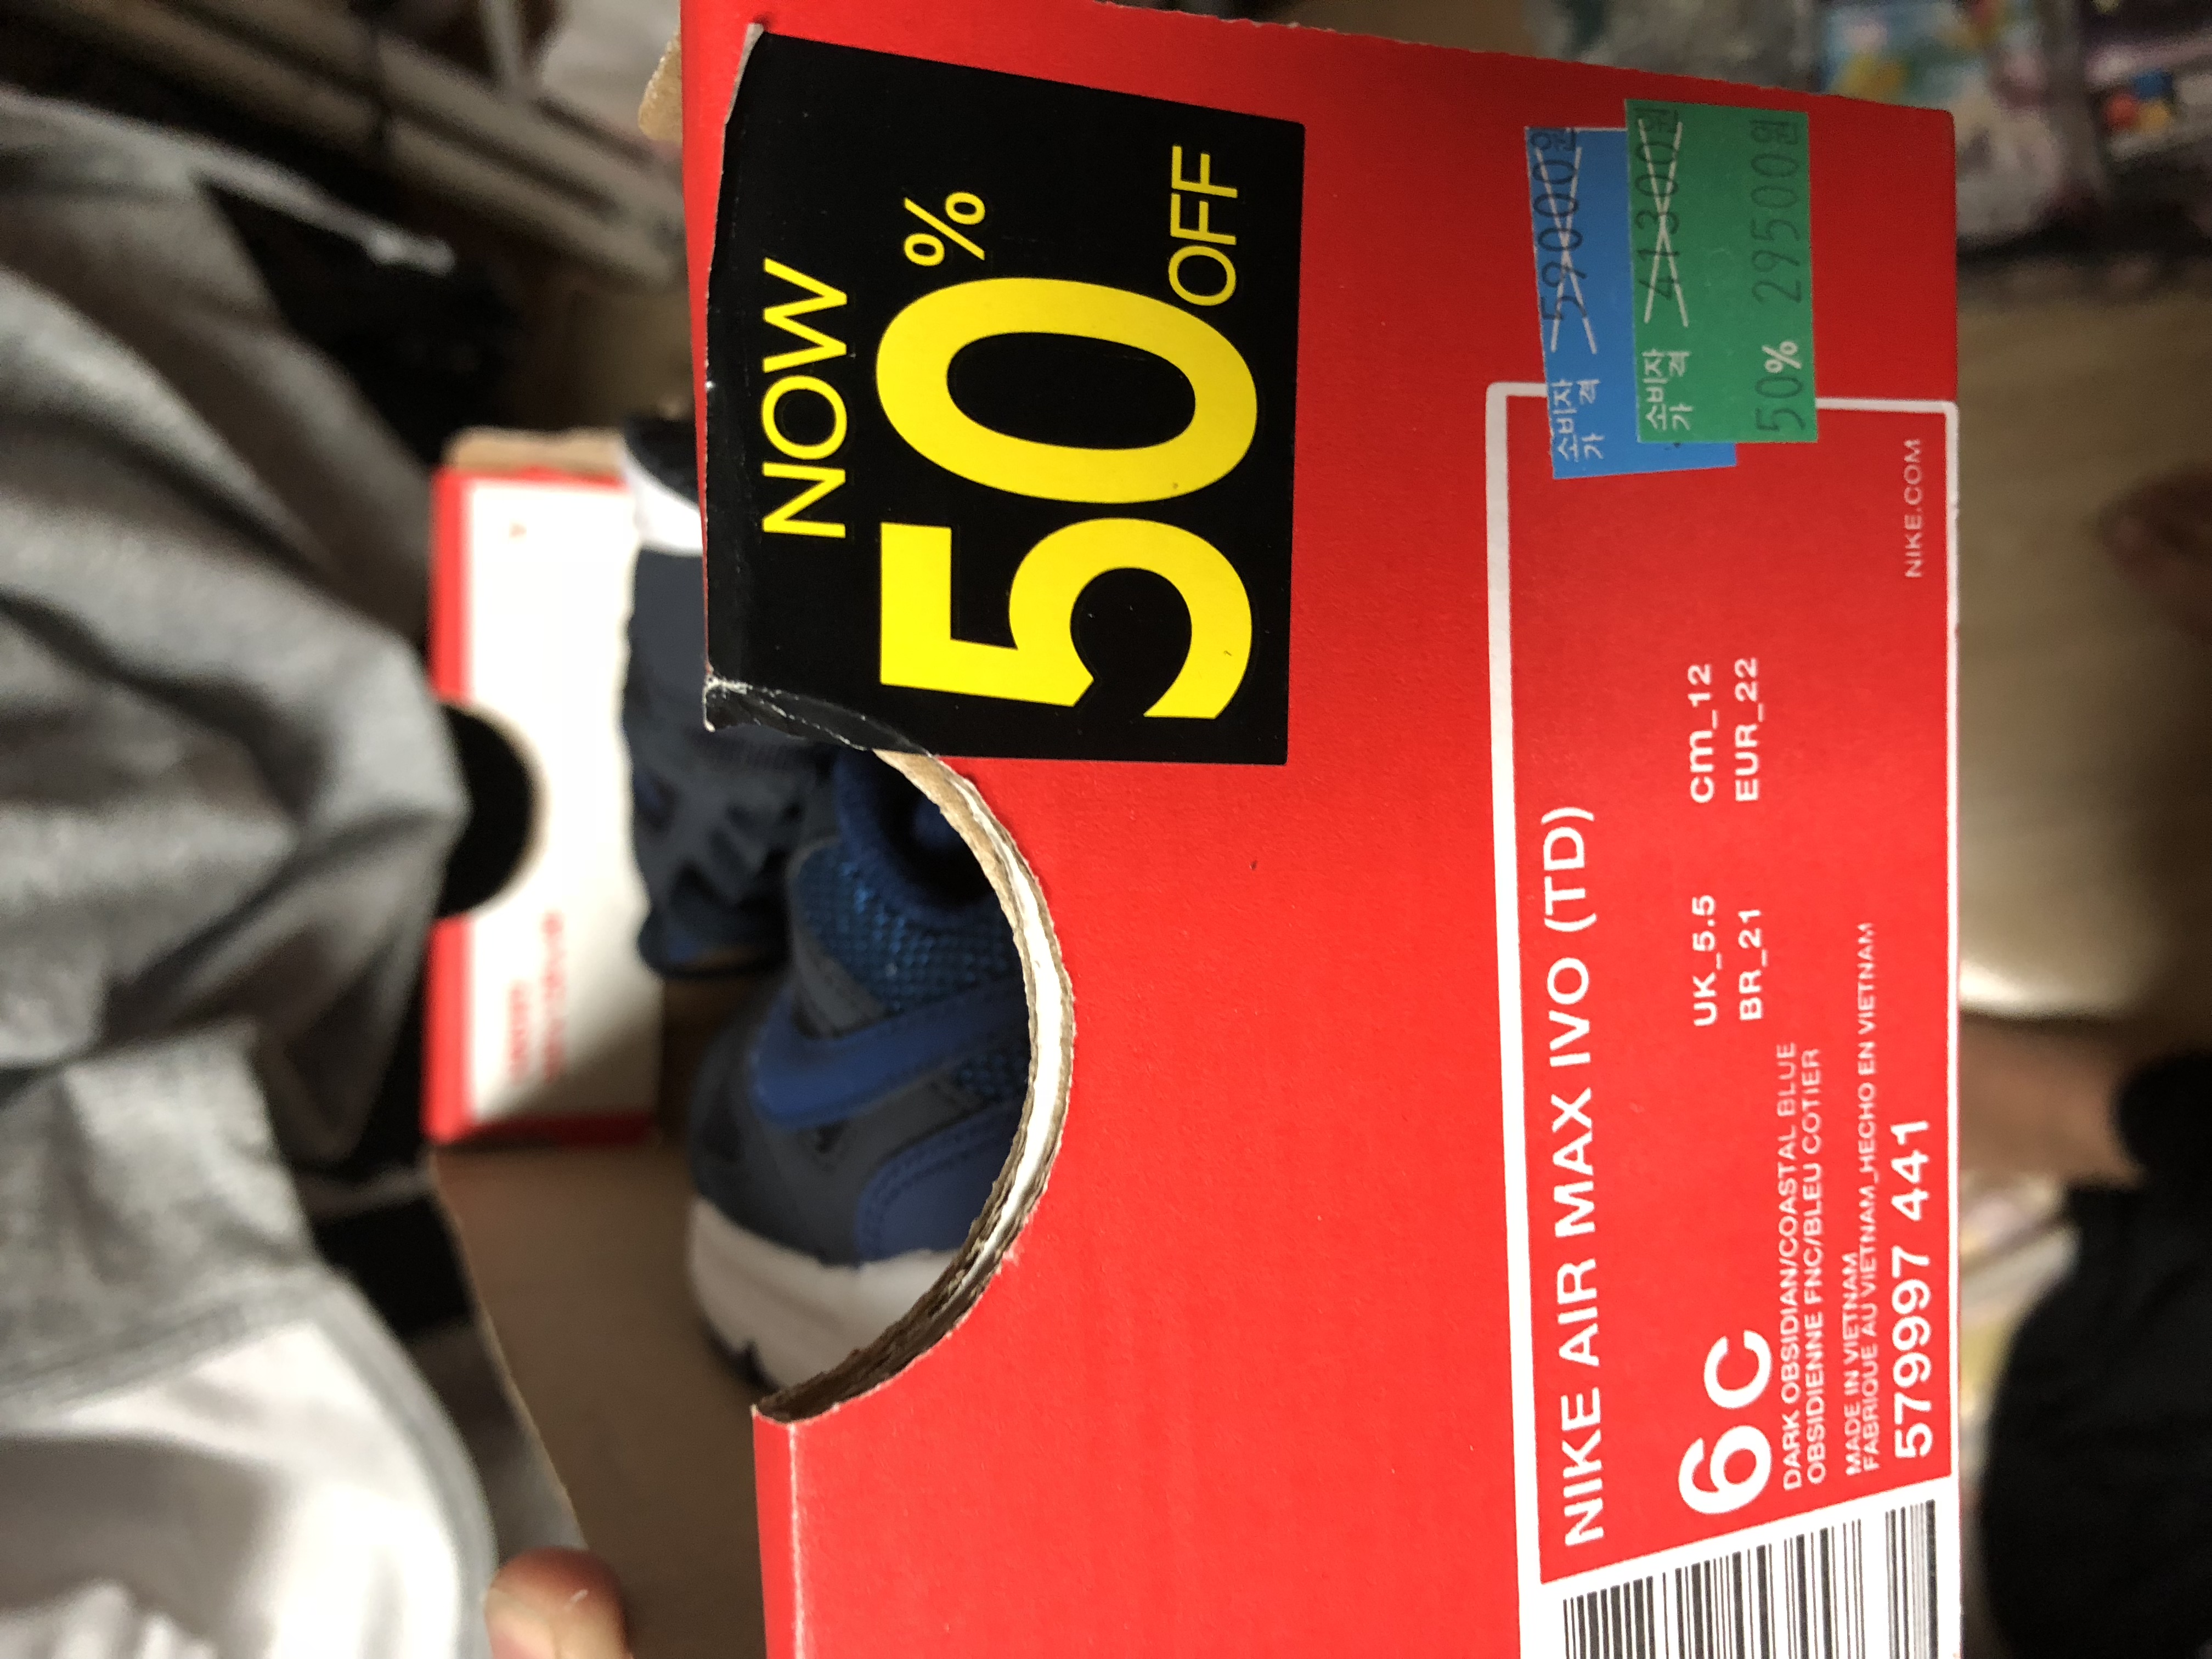 NOW
50%
OFF
소비자
가격 59000원
소비자
가격 41300원
50% 29500원
NIKE AIR MAX IVO (TD)
6C
UK_5.5 cm_12
BR_21 EUR_22
DARK OBSIDIAN/COASTAL BLUE
OBSIDIENNE FNC/BLEU COTIER
MADE IN VIETNAM
FABRIQUE AU VIETNAM_HECHO EN VIETNAM
579997 441
NIKE.COM